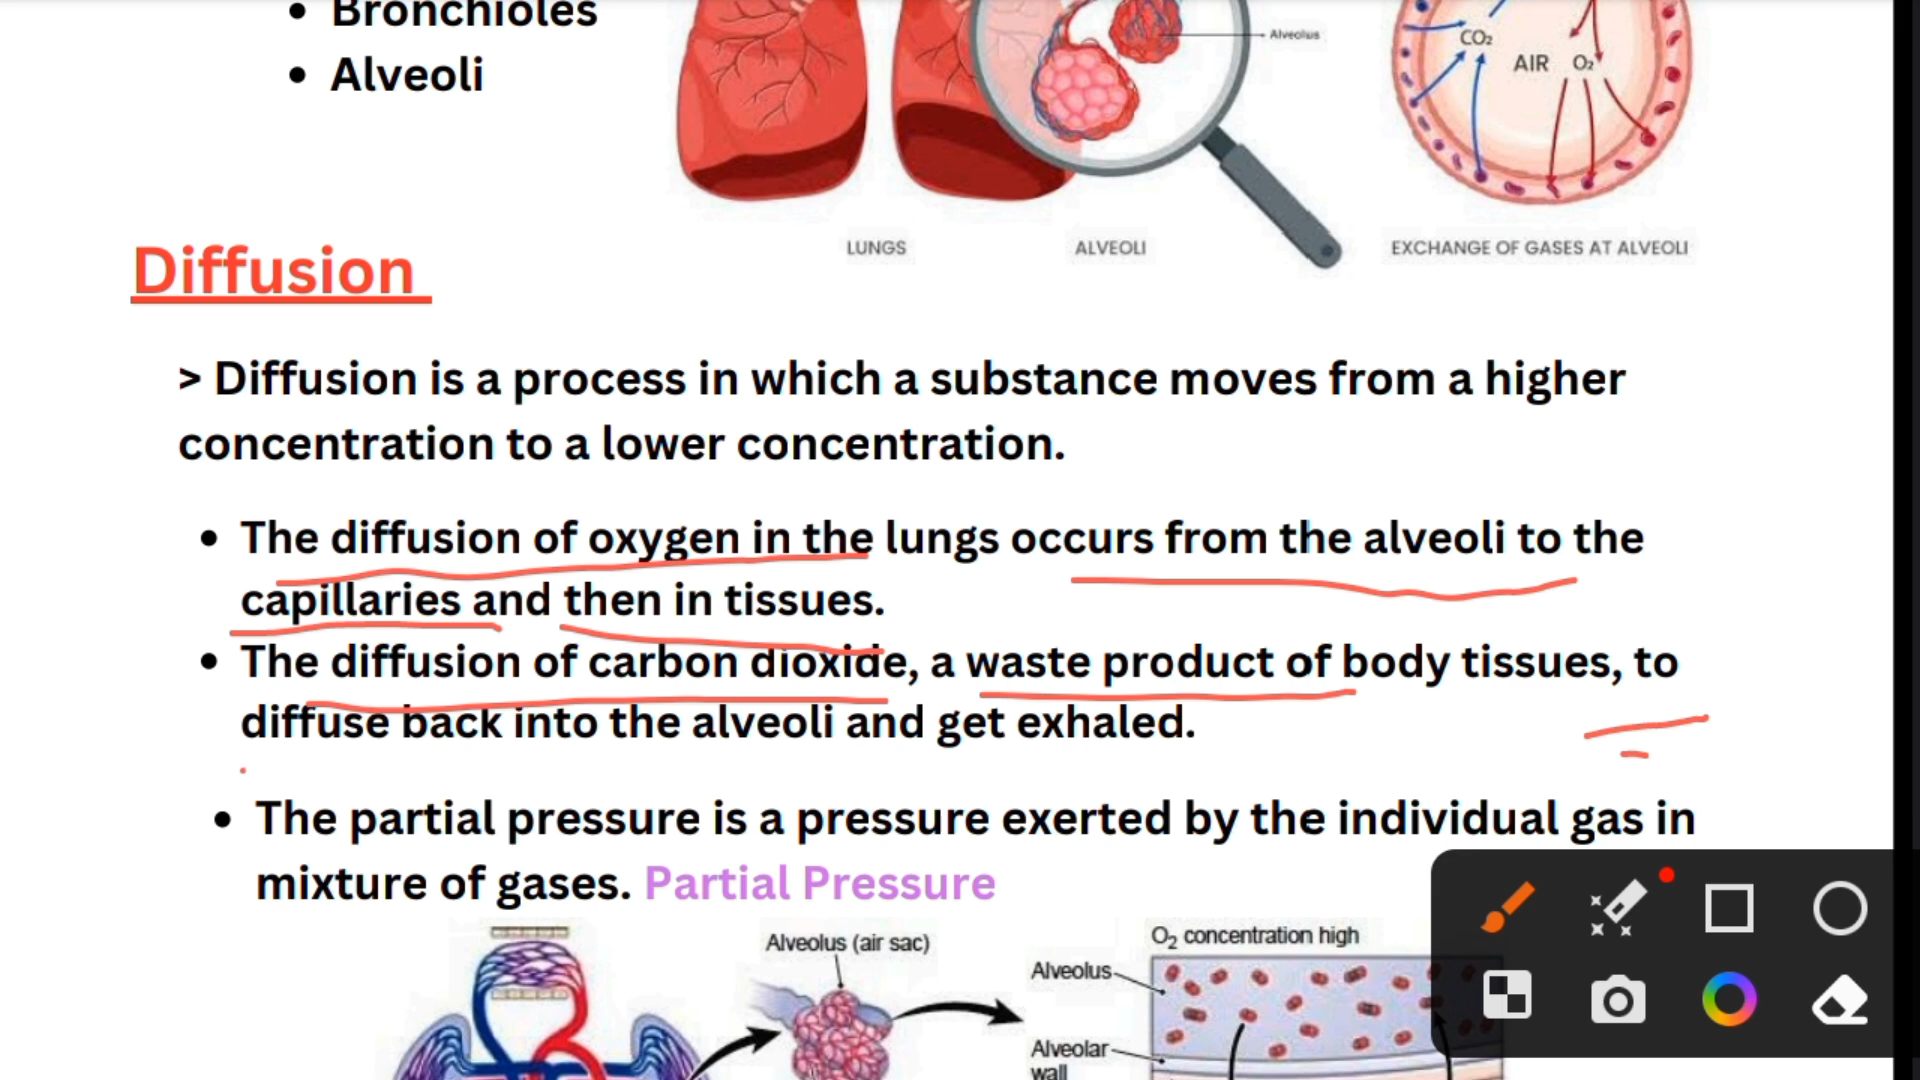 Bronchioles
Alveoli
Alveolus
CO₂
AIR O₂
LUNGS
ALVEOLI
EXCHANGE OF GASES AT ALVEOLI
Diffusion
> Diffusion is a process in which a substance moves from a higher
concentration to a lower concentration.
The diffusion of oxygen in the lungs occurs from the alveoli to the
capillaries and then in tissues.
The diffusion of carbon dioxide, a waste product of body tissues, to
diffuse back into the alveoli and get exhaled.
The partial pressure is a pressure exerted by the individual gas in
mixture of gases. Partial Pressure
Alveolus (air sac)
O₂ concentration high
Alveolus
Alveolar
wall